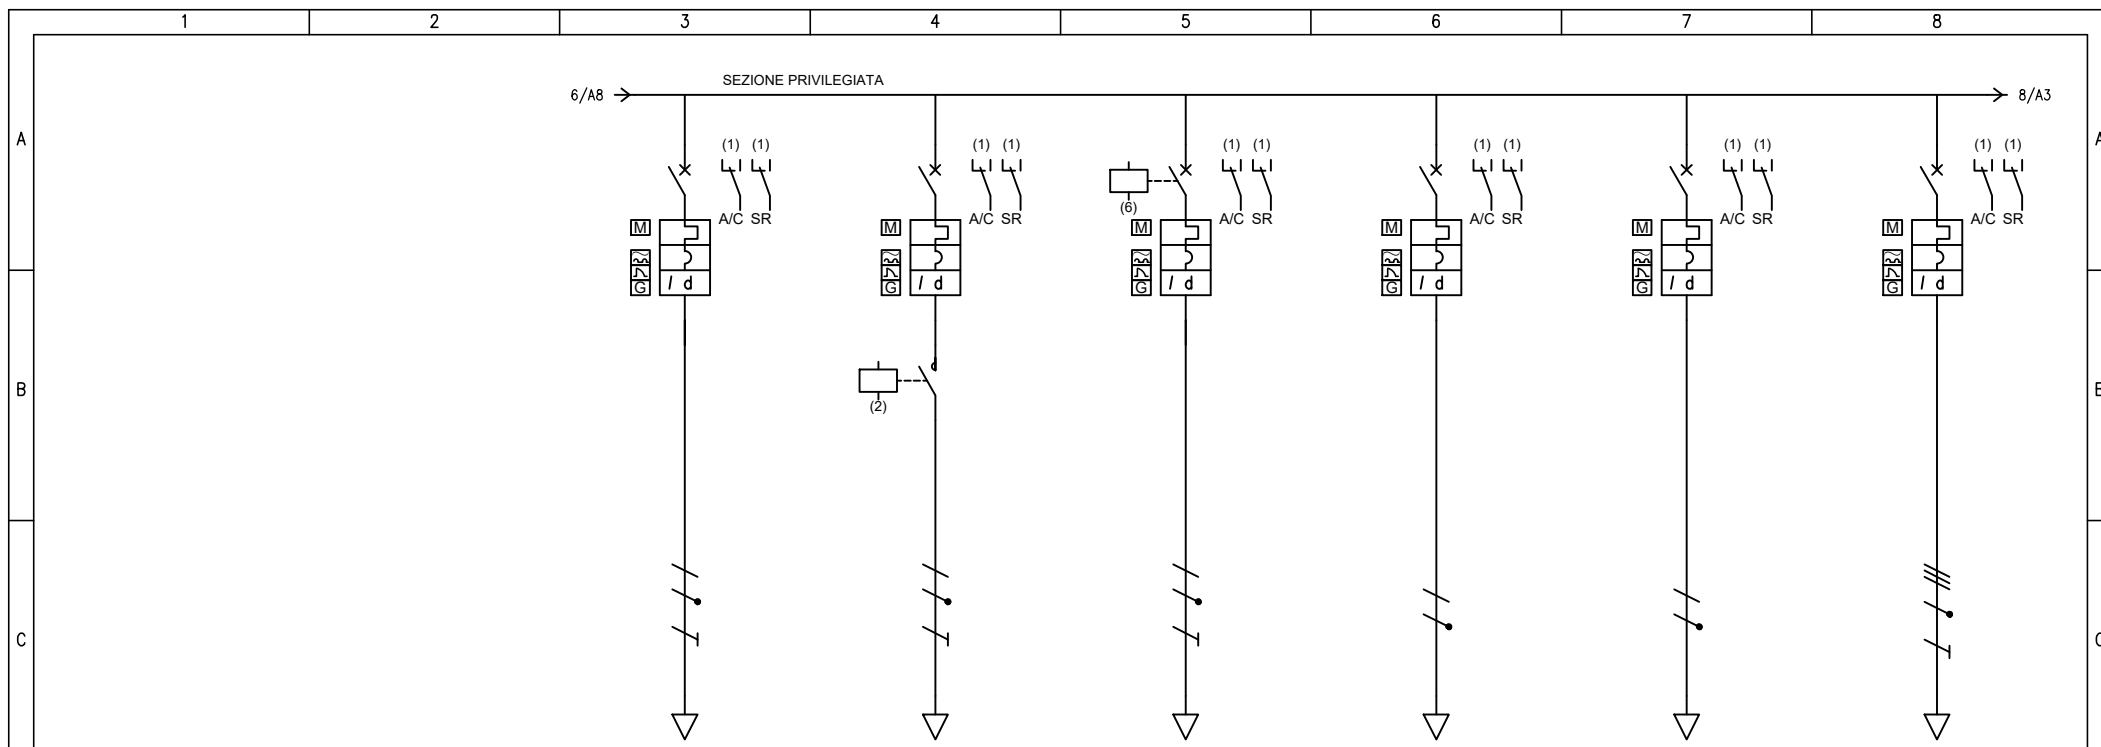 1 2 3 4 5 6 7 8
SEZIONE PRIVILEGIATA
6/A8 8/A3
A A
(1) (1) (1) (1) (1) (1) (1) (1) (1) (1) (1) (1)
(6)
A/C SR A/C SR A/C SR A/C SR A/C SR A/C SR
M M M M M M
G I d G I d G I d G I d G I d G I d
B B
(2)
C C